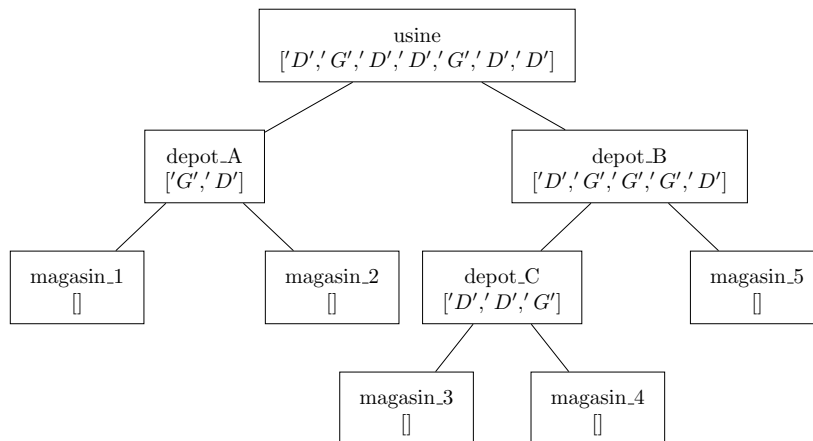 usine
['D','G','D','D','G','D','D']
depot_A
['G','D']
depot_B
['D','G','G','G','D']
magasin_1
[]
magasin_2
[]
depot_C
['D','D','G']
magasin_5
[]
magasin_3
[]
magasin_4
[]